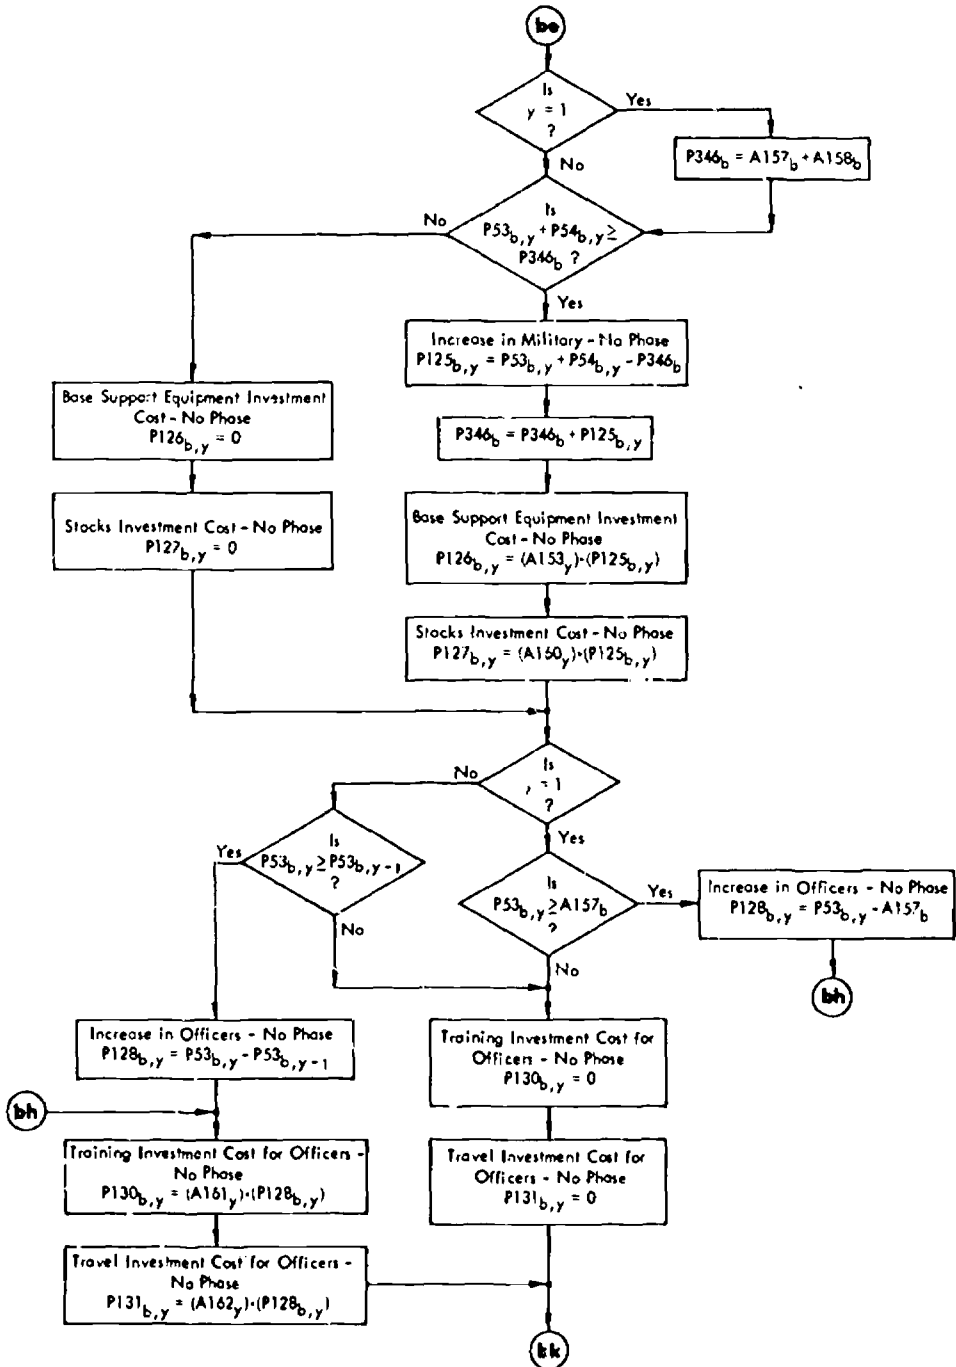 be
Is
y = 1
?
Yes
No
P346b = A157b + A158b
Is
P53b,y + P54b,y ≥
P346b ?
No
Yes
Increase in Military - No Phase
P125b,y = P53b,y + P54b,y - P346b
P346b = P346b + P125b,y
Base Support Equipment Investment
Cost - No Phase
P126b,y = 0
Stocks Investment Cost - No Phase
P127b,y = 0
Base Support Equipment Investment
Cost - No Phase
P126b,y = (A153y)·(P125b,y)
Stocks Investment Cost - No Phase
P127b,y = (A160y)·(P125b,y)
Is
= 1
?
No
Yes
Is
P53b,y ≥ P53b,y-1
?
Yes
No
Is
P53b,y ≥ A157b
?
Yes
No
Increase in Officers - No Phase
P128b,y = P53b,y - A157b
bh
Increase in Officers - No Phase
P128b,y = P53b,y - P53b,y-1
bh
Training Investment Cost for Officers -
No Phase
P130b,y = (A161y)·(P128b,y)
Travel Investment Cost for Officers -
No Phase
P131b,y = (A162y)·(P128b,y)
Training Investment Cost for
Officers - No Phase
P130b,y = 0
Travel Investment Cost for
Officers - No Phase
P131b,y = 0
kk